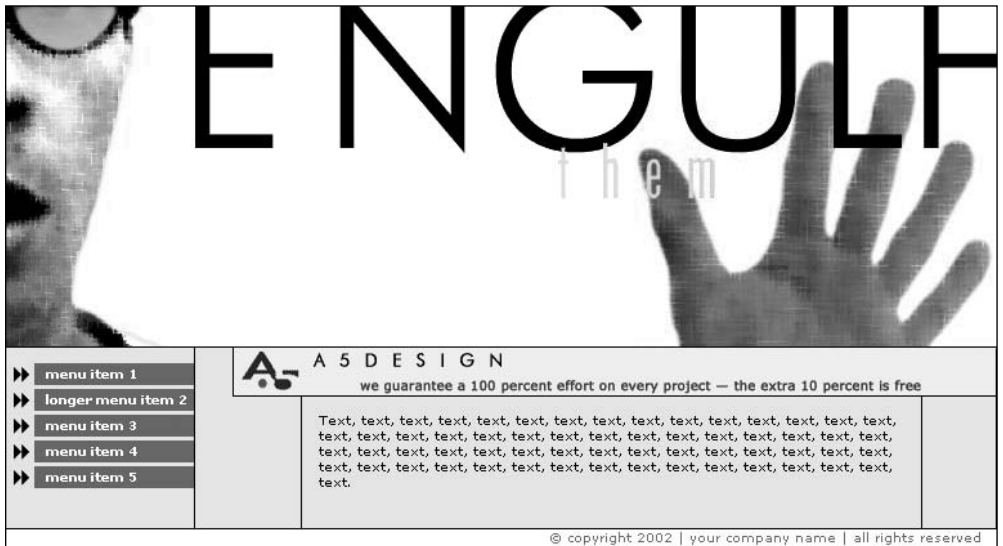 ENGULF
them
A5DESIGN
we guarantee a 100 percent effort on every project — the extra 10 percent is free
menu item 1
longer menu item 2
menu item 3
menu item 4
menu item 5
Text, text, text, text, text, text, text, text, text, text, text, text, text, text, text,
text, text, text, text, text, text, text, text, text, text, text, text, text, text, text,
text, text, text, text, text, text, text, text, text, text, text, text, text, text, text,
text, text, text, text, text, text, text, text, text, text, text, text, text, text, text,
text.
© copyright 2002 | your company name | all rights reserved